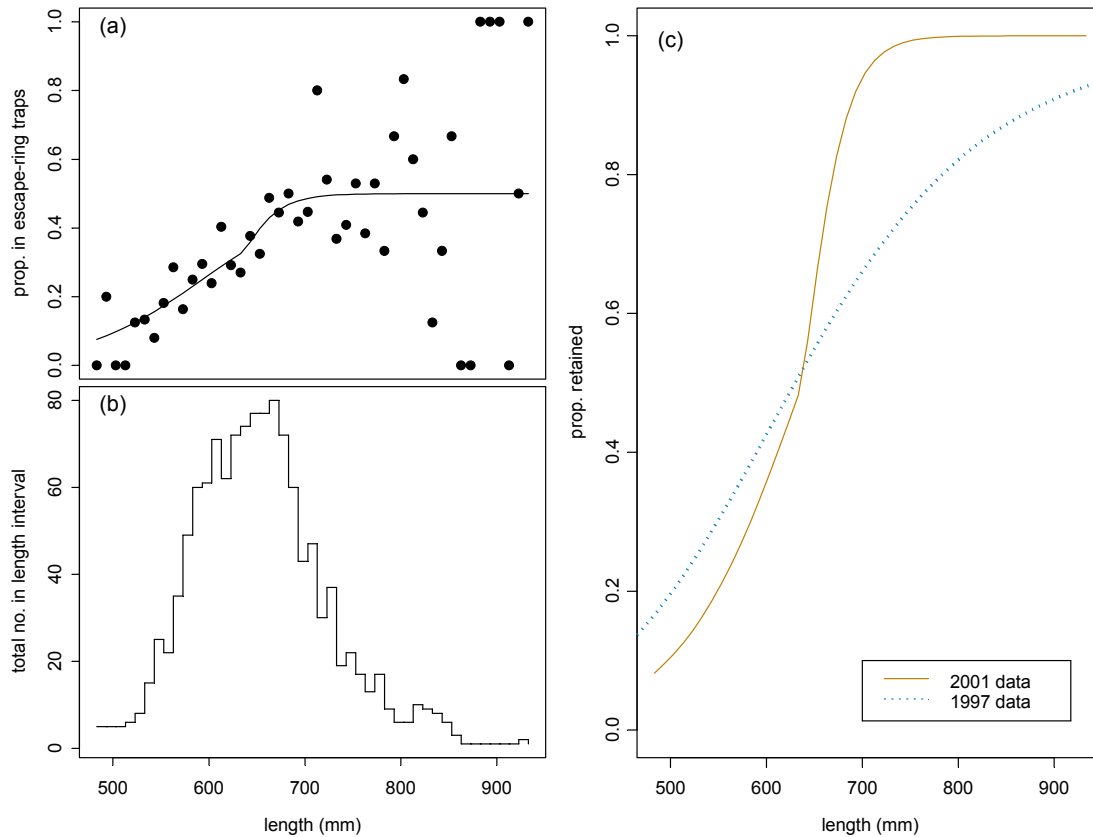 (a)
prop. in escape-ring traps
0.0 0.2 0.4 0.6 0.8 1.0
(b)
total no. in length interval
0 20 40 60 80
500 600 700 800 900
length (mm)
(c)
prop. retained
0.0 0.2 0.4 0.6 0.8 1.0
2001 data
1997 data
500 600 700 800 900
length (mm)